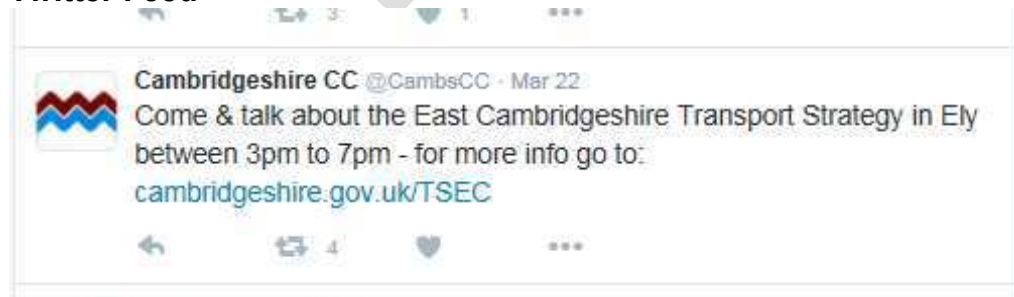 Twitter Feed
3 1
Cambridgeshire CC @CambsCC · Mar 22
Come & talk about the East Cambridgeshire Transport Strategy in Ely
between 3pm to 7pm - for more info go to:
cambridgeshire.gov.uk/TSEC
4